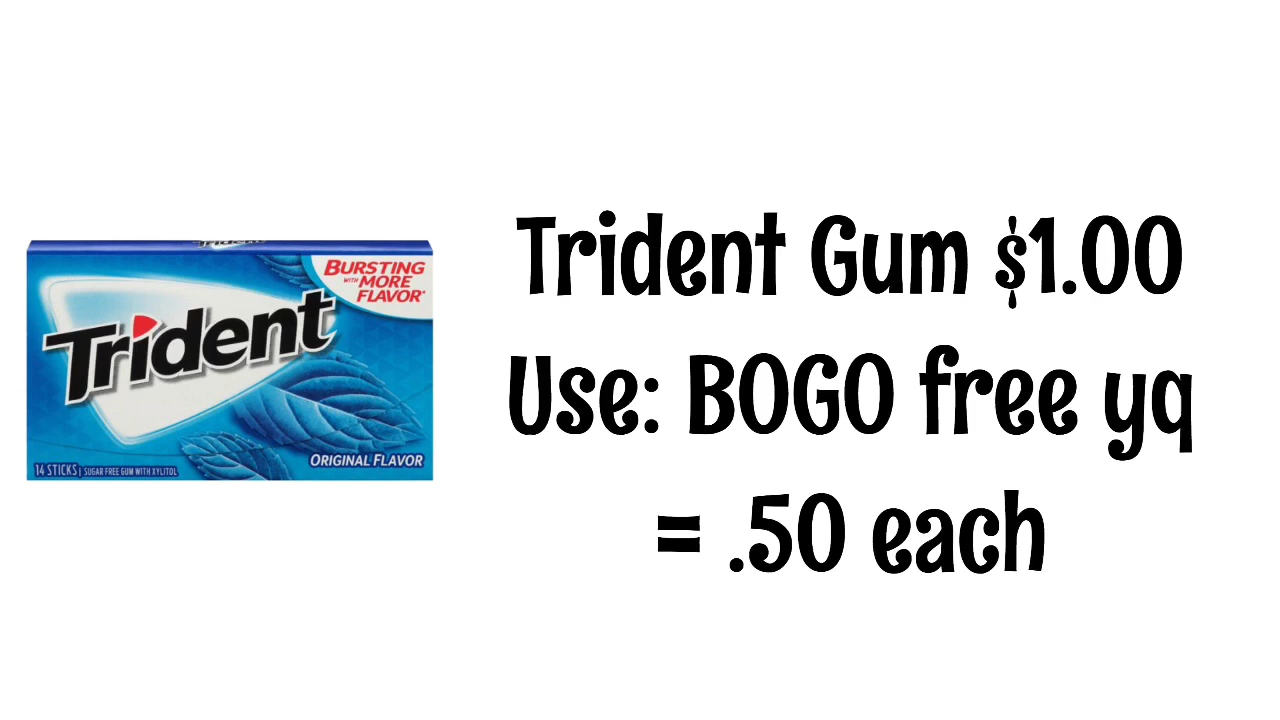 BURSTING
WITH MORE
FLAVOR*
Trident
ORIGINAL FLAVOR
14 STICKS | SUGAR FREE GUM WITH XYLITOL
Trident Gum $1.00
Use: BOGO free yq
= .50 each